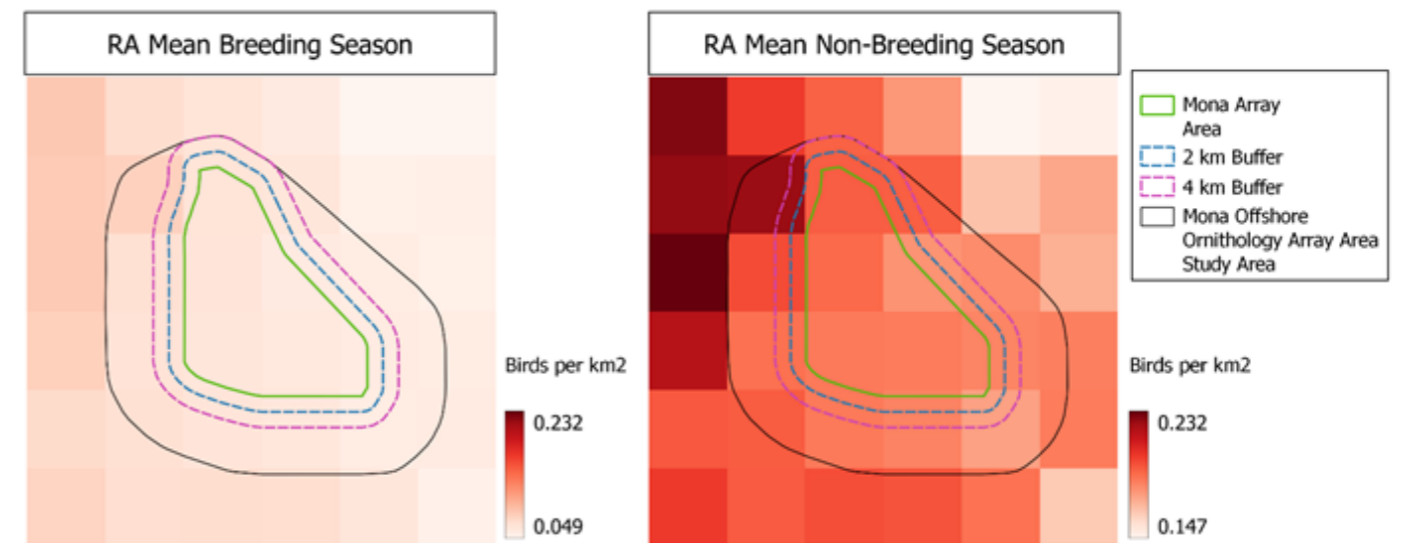 RA Mean Breeding Season
RA Mean Non-Breeding Season
Mona Array
Area
2 km Buffer
4 km Buffer
Mona Offshore
Ornithology Array Area
Study Area
Birds per km2
0.232
0.049
Birds per km2
0.232
0.147